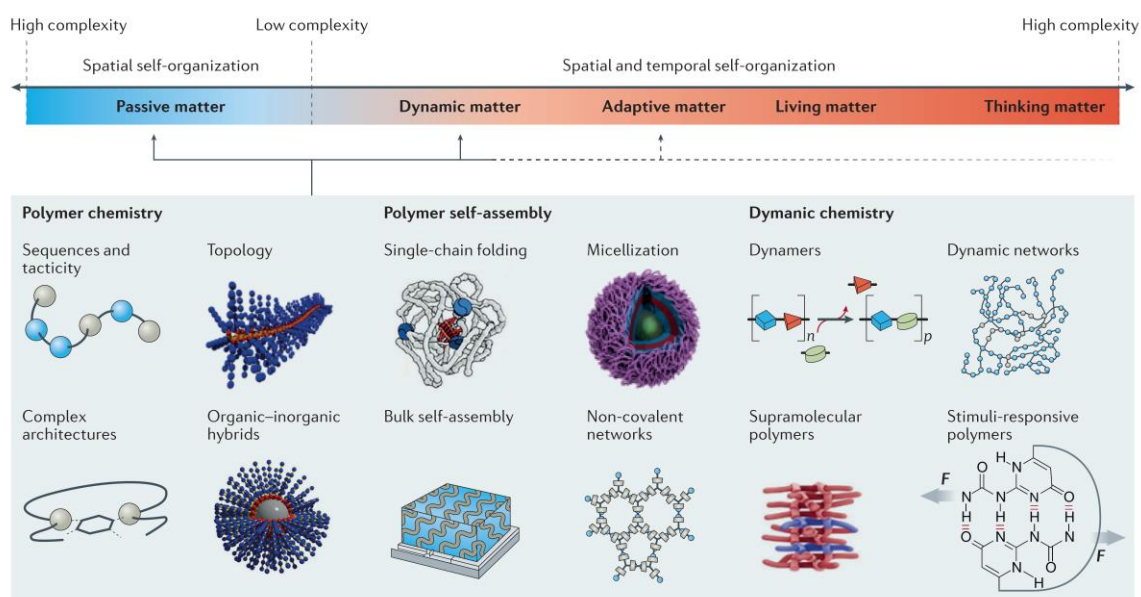 High complexity
Low complexity
High complexity
Spatial self-organization
Spatial and temporal self-organization
Passive matter
Dynamic matter
Adaptive matter
Living matter
Thinking matter
Polymer chemistry
Polymer self-assembly
Dymanic chemistry
Sequences and
tacticity
Topology
Single-chain folding
Micellization
Dynamers
Dynamic networks
n
p
Complex
architectures
Organic–inorganic
hybrids
Bulk self-assembly
Non-covalent
networks
Supramolecular
polymers
Stimuli-responsive
polymers
H
N
O
F
N
N
N
N
O
H
H
H
H
H
H
H
H
O
N
N
N
N
O
N
F
N
H